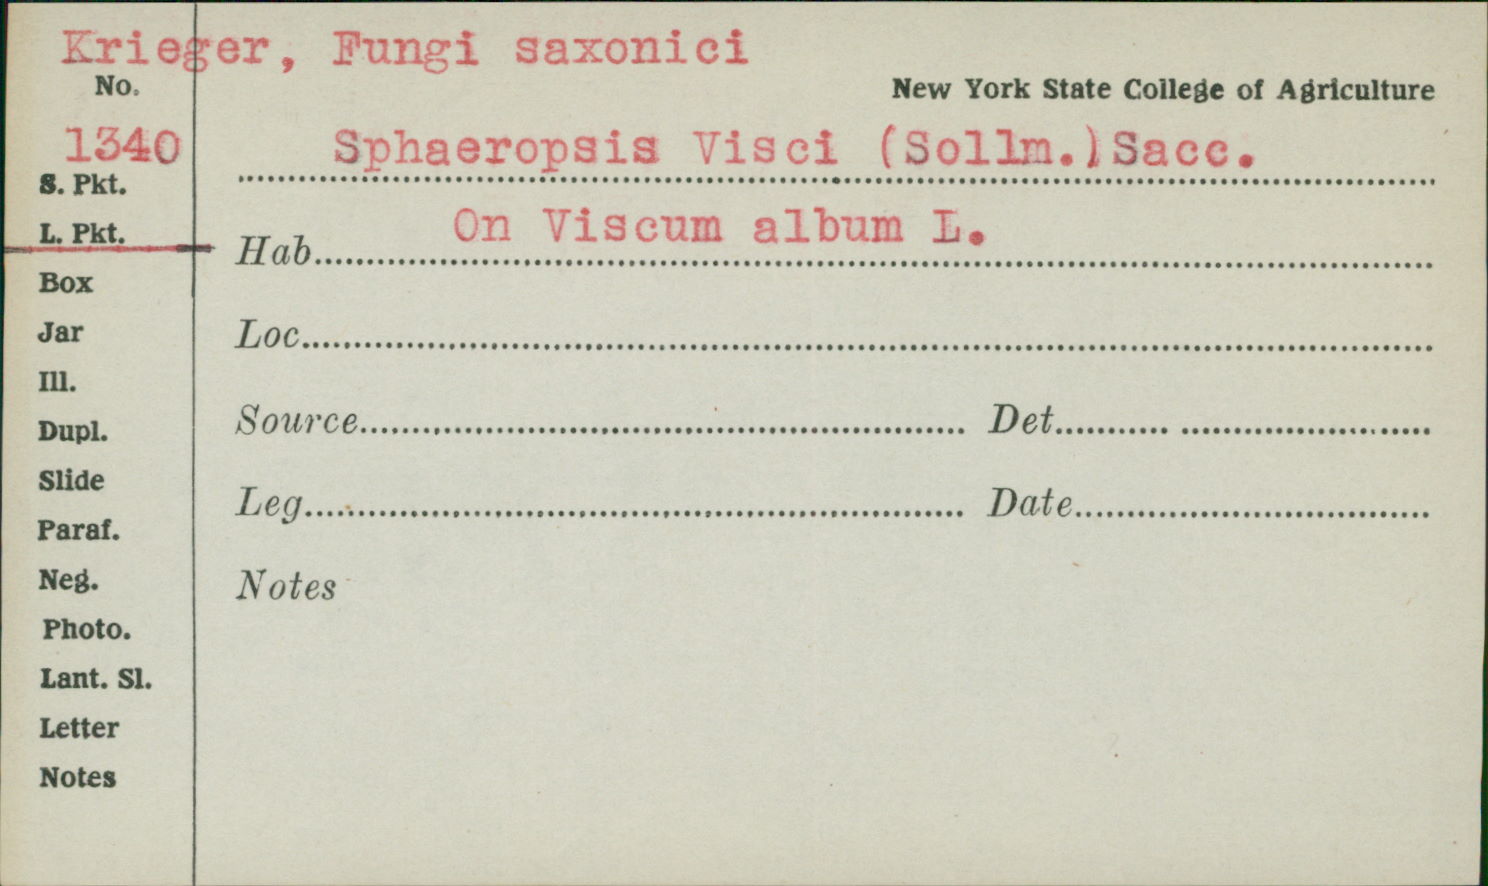 Krieger, Fungi saxonici
No.
New York State College of Agriculture
1340
Sphaeropsis Visci (Sollm.)Sacc.
S. Pkt.
L. Pkt.
Hab. On Viscum album L.
Box
Jar
Loc.
Ill.
Dupl.
Source Det.
Slide
Leg. Date
Paraf.
Neg.
Notes
Photo.
Lant. Sl.
Letter
Notes